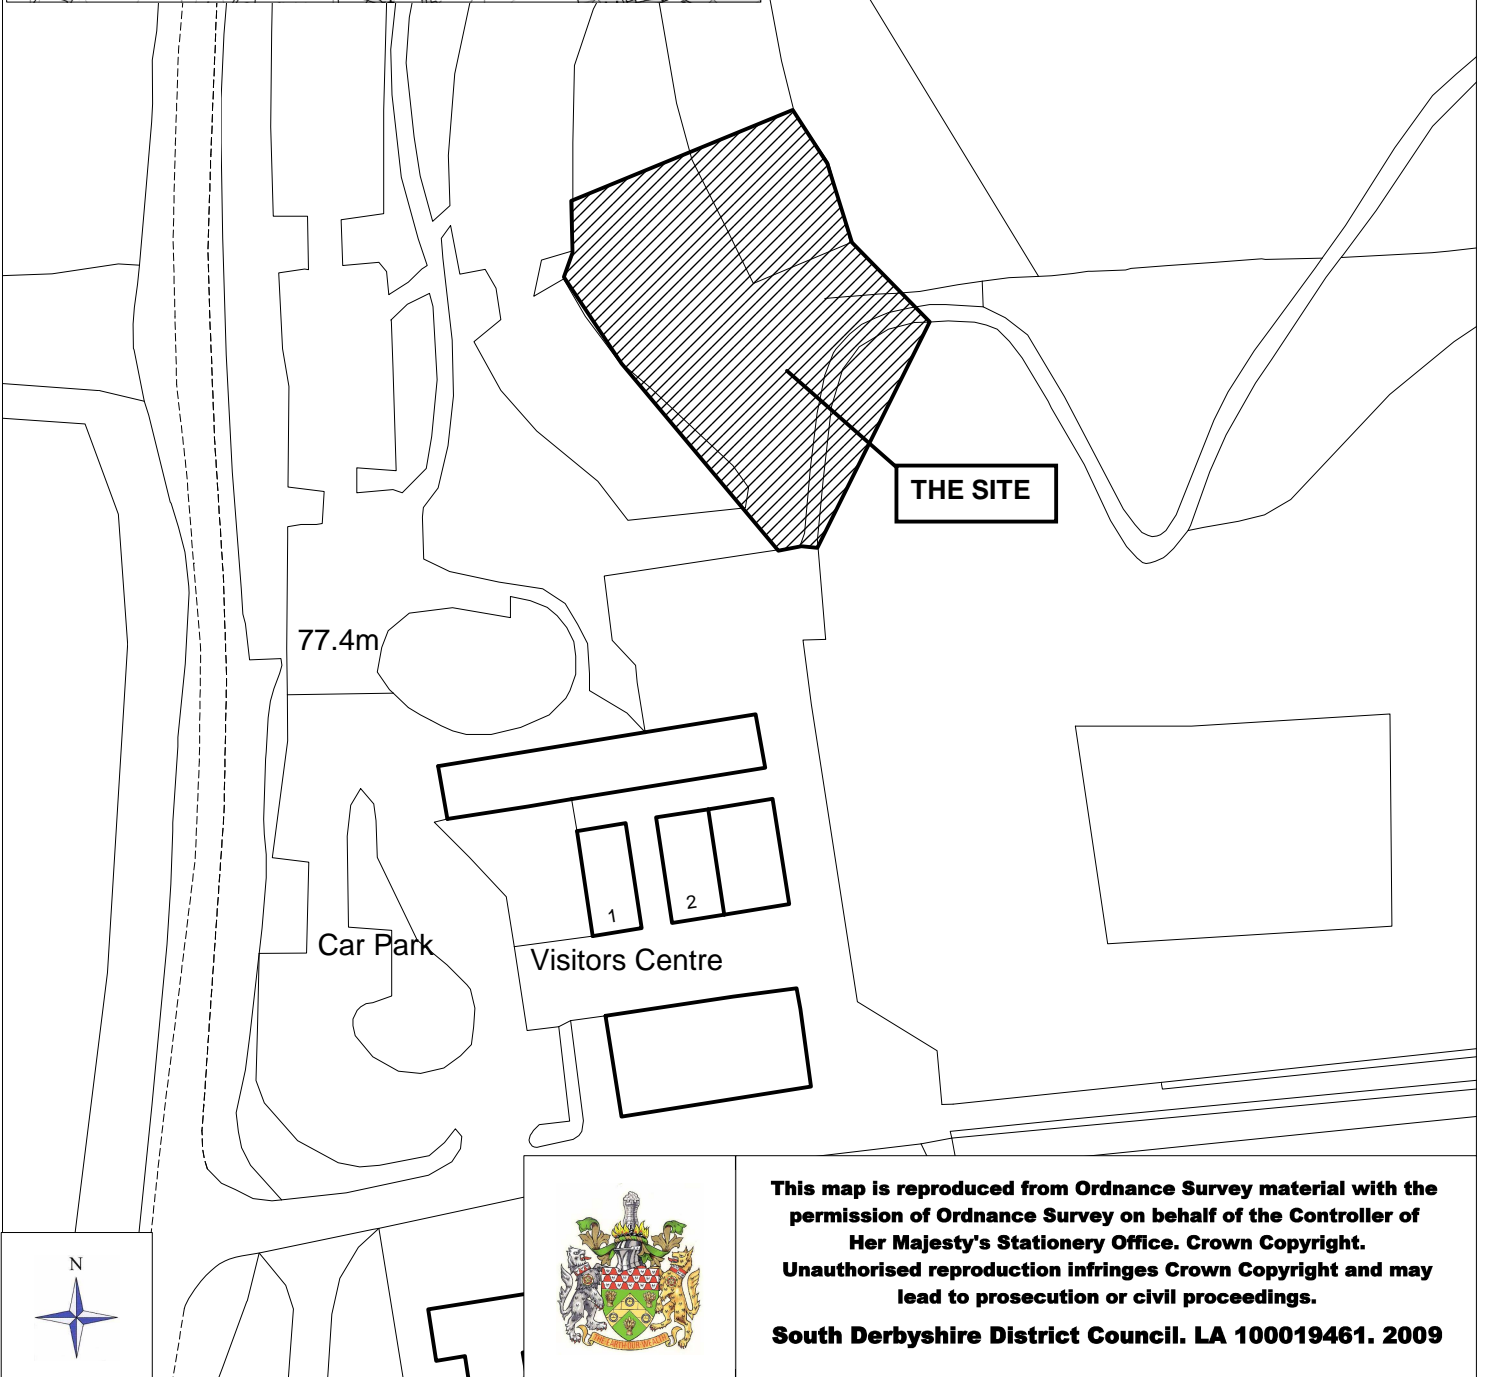 THE SITE
77.4m
1
2
Car Park
Visitors Centre
N
This map is reproduced from Ordnance Survey material with the
permission of Ordnance Survey on behalf of the Controller of
Her Majesty's Stationery Office. Crown Copyright.
Unauthorised reproduction infringes Crown Copyright and may
lead to prosecution or civil proceedings.
South Derbyshire District Council. LA 100019461. 2009